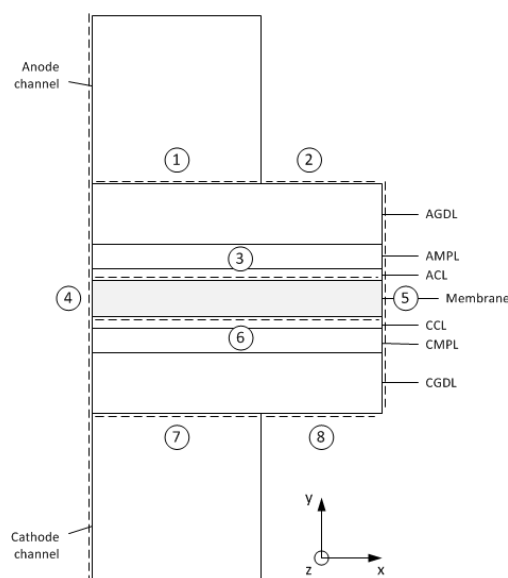 Anode
channel
1
2
AGDL
3
AMPL
ACL
4
5
Membrane
CCL
6
CMPL
CGDL
7
8
y
Cathode
channel
z
x